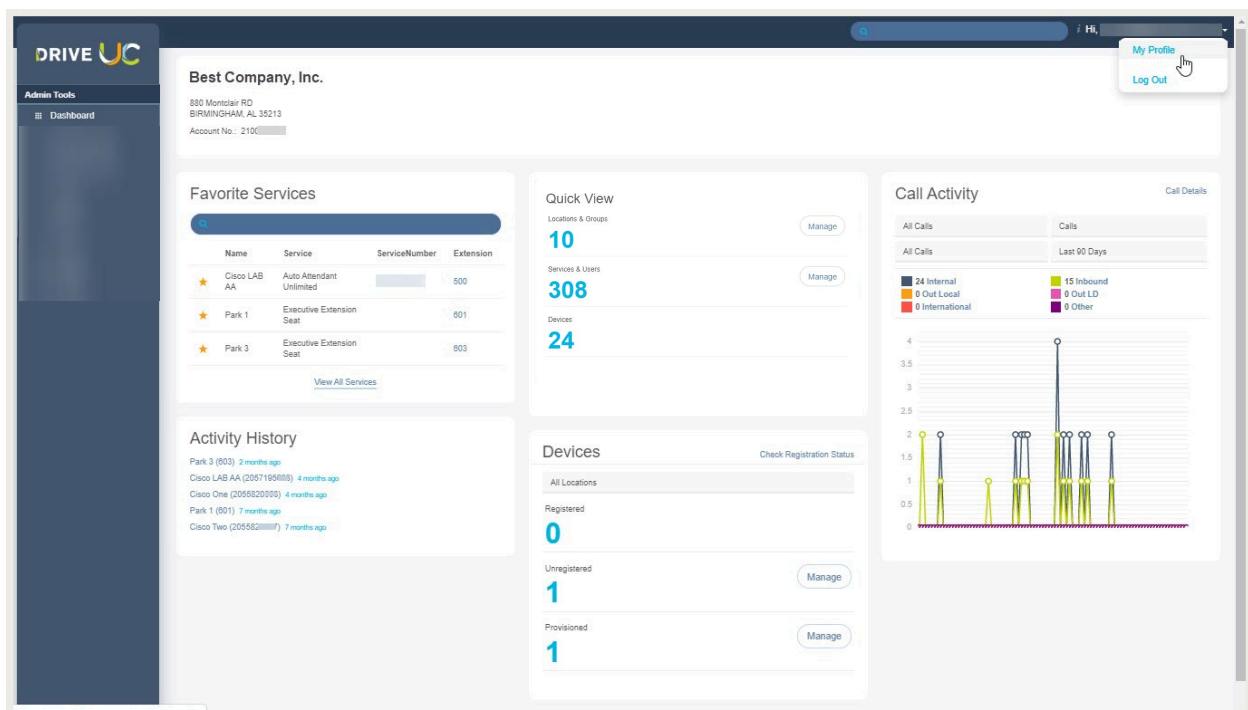 DRIVE UC
Hi,
My Profile
Log Out
Admin Tools
Dashboard
Best Company, Inc.
880 Montclair RD
BIRMINGHAM, AL 35213
Account No.: 2100
Favorite Services
Name Service ServiceNumber Extension
Cisco LAB AA Auto Attendant Unlimited 500
Park 1 Executive Extension Seat 601
Park 3 Executive Extension Seat 603
View All Services
Activity History
Park 3 (603) 2 months ago
Cisco LAB AA (2057195 4 months ago
Cisco One (2055820 4 months ago
Park 1 (601) 7 months ago
Cisco Two (205582 7 months ago
Quick View
Locations & Groups
10 Manage
Services & Users
308 Manage
Devices
24
Devices Check Registration Status
All Locations
Registered
0
Unregistered
1 Manage
Provisioned
1 Manage
Call Activity Call Details
All Calls Calls
All Calls Last 90 Days
24 Internal 15 Inbound
0 Out Local 0 Out LD
0 International 0 Other
4
3.5
3
2.5
2
1.5
1
0.5
0